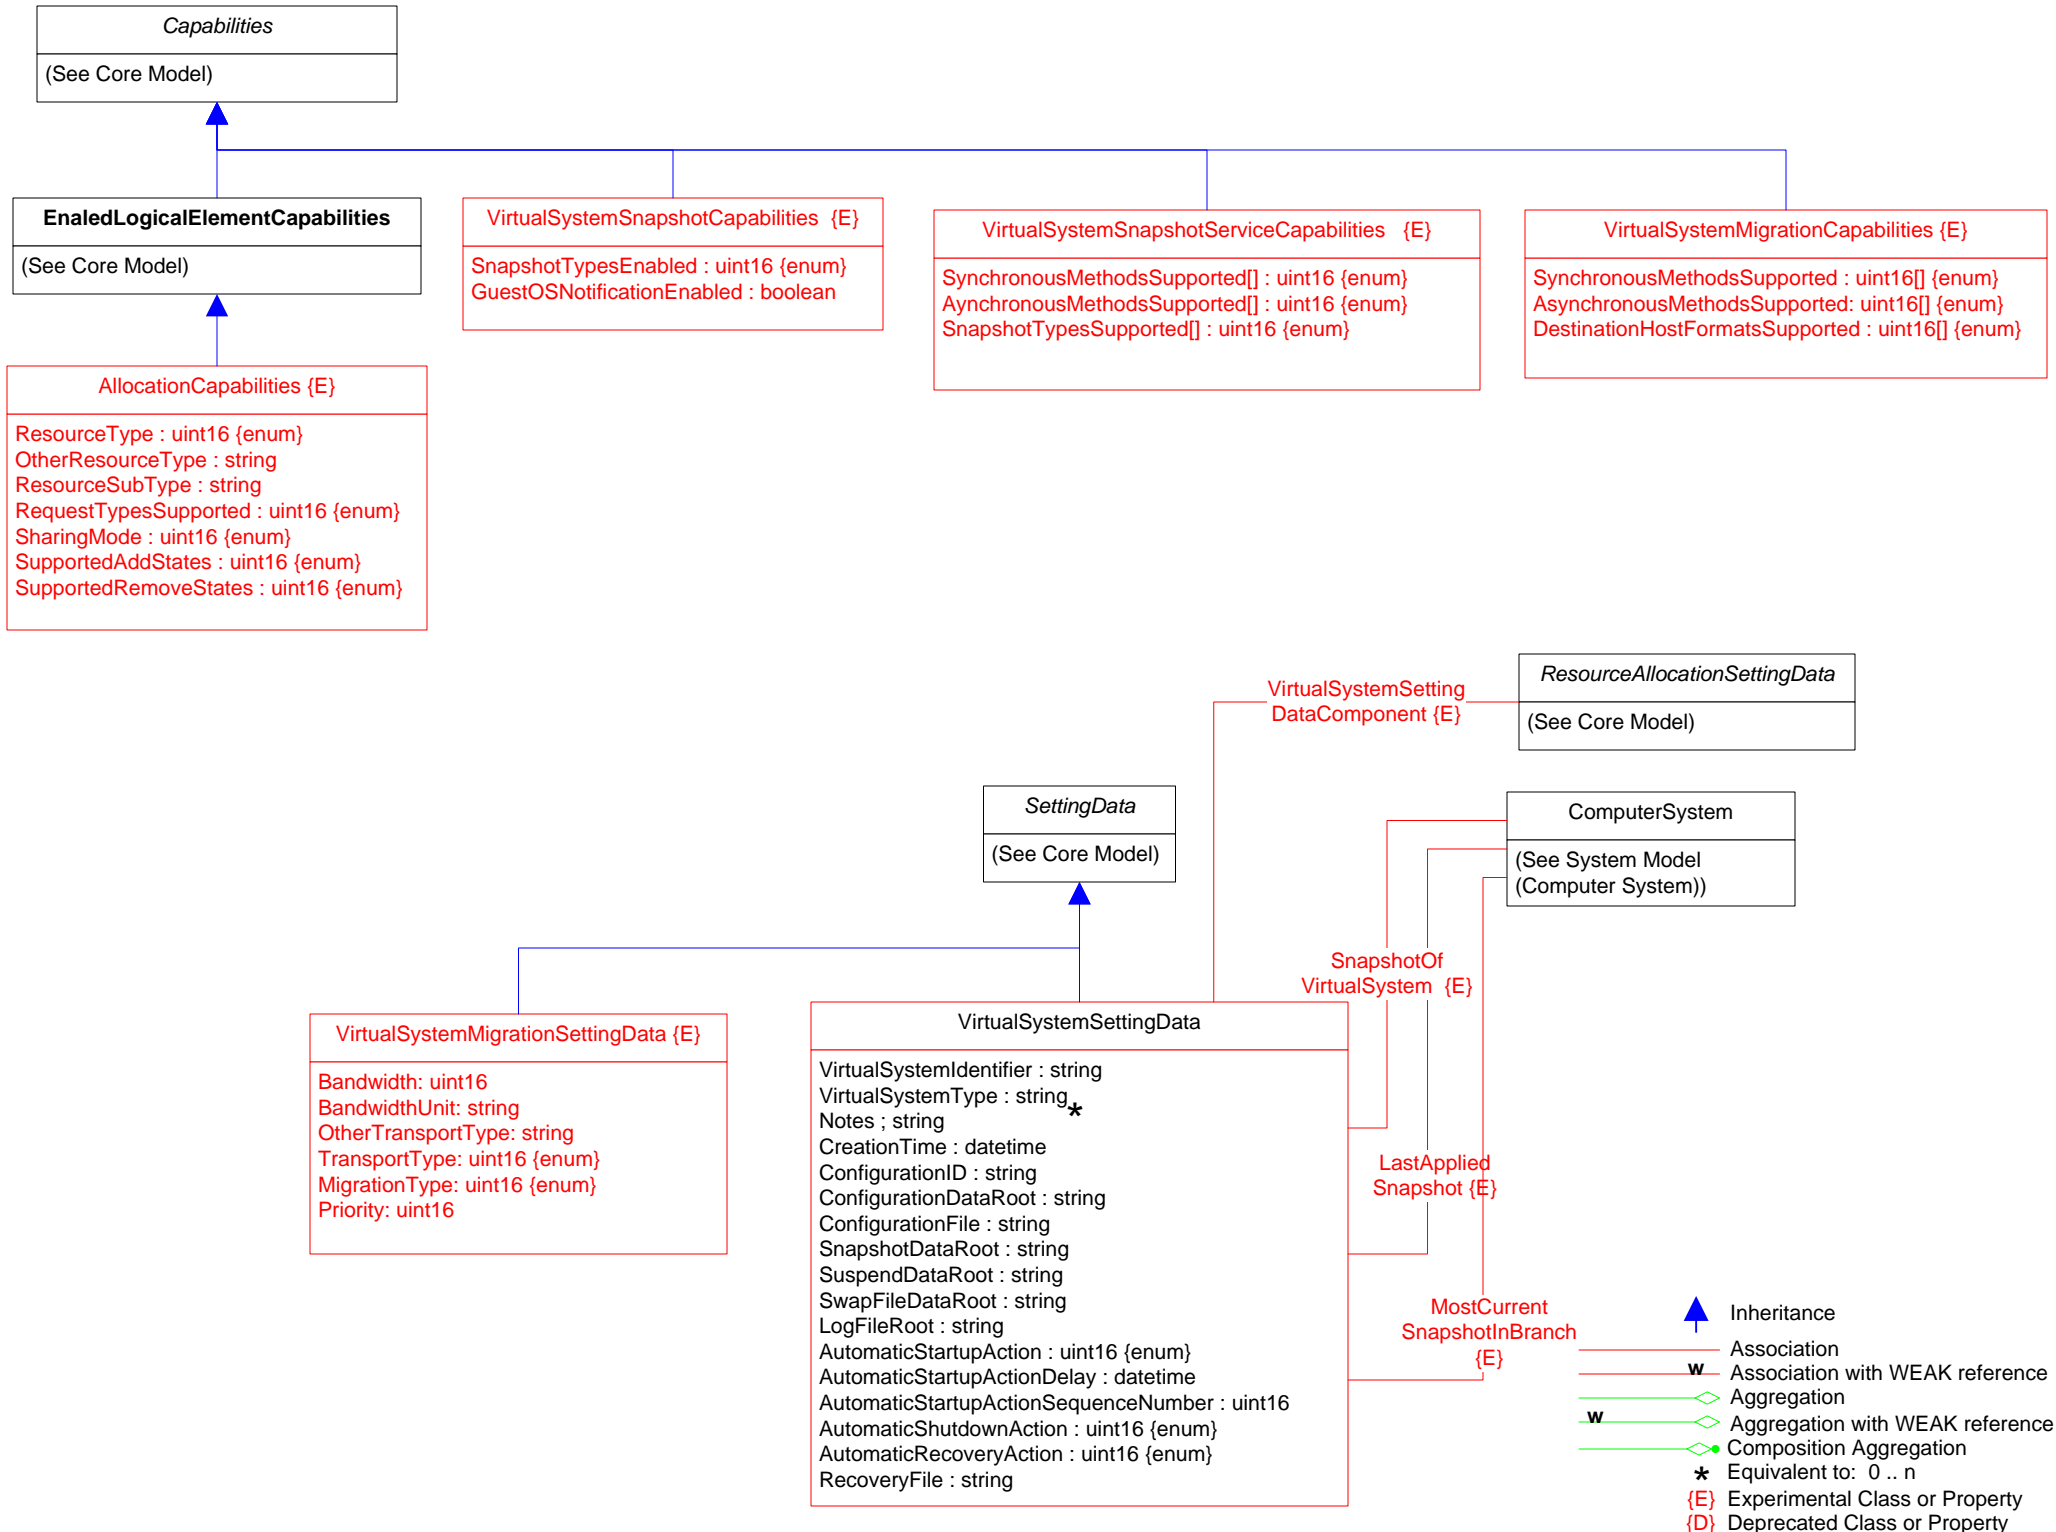 Capabilities
(See Core Model)
EnaledLogicalElementCapabilities
(See Core Model)
VirtualSystemSnapshotCapabilities {E}
SnapshotTypesEnabled : uint16 {enum}
GuestOSNotificationEnabled : boolean
VirtualSystemSnapshotServiceCapabilities {E}
SynchronousMethodsSupported[] : uint16 {enum}
AynchronousMethodsSupported[] : uint16 {enum}
SnapshotTypesSupported[] : uint16 {enum}
VirtualSystemMigrationCapabilities {E}
SynchronousMethodsSupported : uint16[] {enum}
AsynchronousMethodsSupported: uint16[] {enum}
DestinationHostFormatsSupported : uint16[] {enum}
AllocationCapabilities {E}
ResourceType : uint16 {enum}
OtherResourceType : string
ResourceSubType : string
RequestTypesSupported : uint16 {enum}
SharingMode : uint16 {enum}
SupportedAddStates : uint16 {enum}
SupportedRemoveStates : uint16 {enum}
VirtualSystemSetting
DataComponent {E}
ResourceAllocationSettingData
(See Core Model)
SettingData
(See Core Model)
ComputerSystem
(See System Model
(Computer System))
SnapshotOf
VirtualSystem {E}
VirtualSystemMigrationSettingData {E}
Bandwidth: uint16
BandwidthUnit: string
OtherTransportType: string
TransportType: uint16 {enum}
MigrationType: uint16 {enum}
Priority: uint16
VirtualSystemSettingData
VirtualSystemIdentifier : string
VirtualSystemType : string
*
Notes ; string
CreationTime : datetime
ConfigurationID : string
ConfigurationDataRoot : string
ConfigurationFile : string
SnapshotDataRoot : string
SuspendDataRoot : string
SwapFileDataRoot : string
LogFileRoot : string
AutomaticStartupAction : uint16 {enum}
AutomaticStartupActionDelay : datetime
AutomaticStartupActionSequenceNumber : uint16
AutomaticShutdownAction : uint16 {enum}
AutomaticRecoveryAction : uint16 {enum}
RecoveryFile : string
LastApplied
Snapshot {E}
MostCurrent
SnapshotInBranch
{E}
Inheritance
Association
w Association with WEAK reference
Aggregation
w Aggregation with WEAK reference
Composition Aggregation
* Equivalent to: 0 .. n
{E} Experimental Class or Property
{D} Deprecated Class or Property